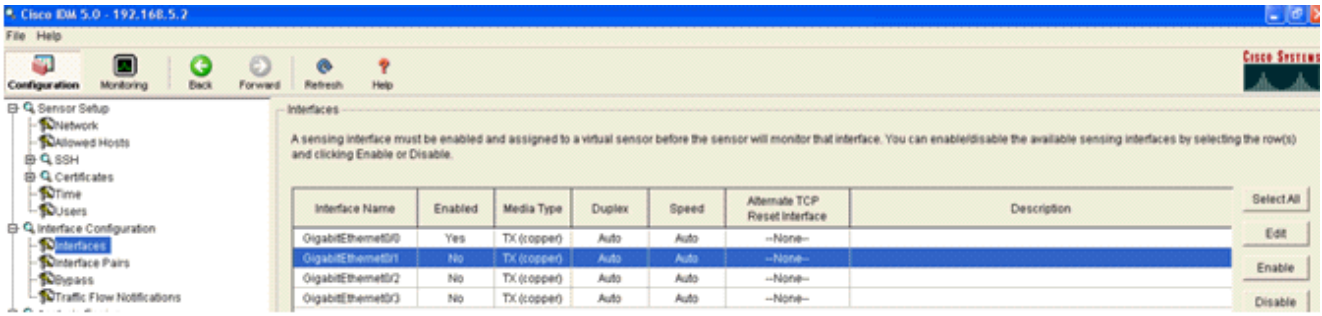 Cisco IDM 5.0 - 192.168.5.2
File Help
Configuration Monitoring Back Forward Refresh Help
CISCO SYSTEMS
Sensor Setup
Network
Allowed Hosts
SSH
Certificates
Time
Users
Interface Configuration
Interfaces
Interface Pairs
Bypass
Traffic Flow Notifications
Interfaces
A sensing interface must be enabled and assigned to a virtual sensor before the sensor will monitor that interface. You can enable/disable the available sensing interfaces by selecting the row(s)
and clicking Enable or Disable.
Interface Name Enabled Media Type Duplex Speed Alternate TCP Reset Interface Description
GigabitEthernet0/0 Yes TX (copper) Auto Auto --None--
GigabitEthernet0/1 No TX (copper) Auto Auto --None--
GigabitEthernet0/2 No TX (copper) Auto Auto --None--
GigabitEthernet0/3 No TX (copper) Auto Auto --None--
Select All
Edit
Enable
Disable